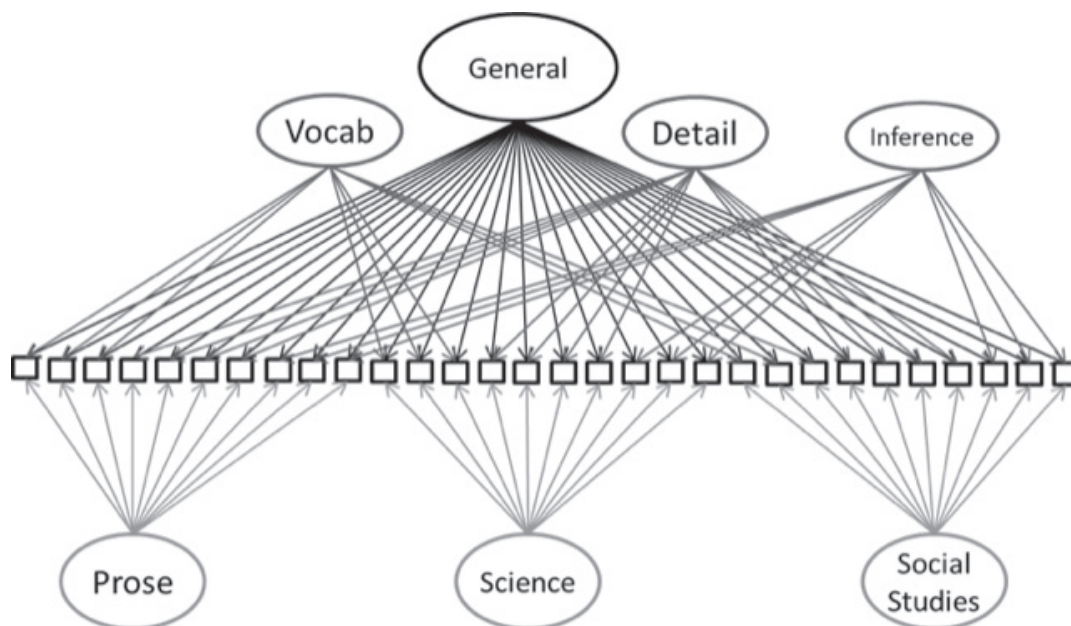 General
Vocab
Detail
Inference
Prose
Science
Social
Studies